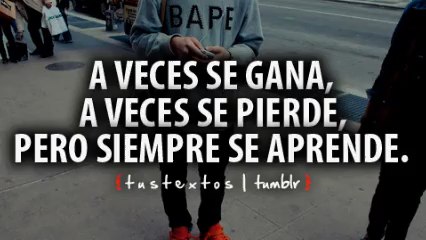 BAPE
A VECES SE GANA,
A VECES SE PIERDE,
PERO SIEMPRE SE APRENDE.
{tustextos | tumblr}